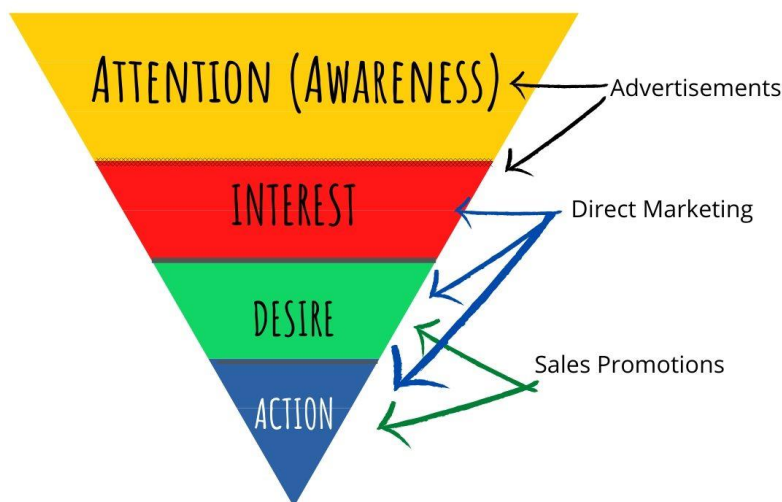 ATTENTION (AWARENESS)
Advertisements
INTEREST
Direct Marketing
DESIRE
Sales Promotions
ACTION